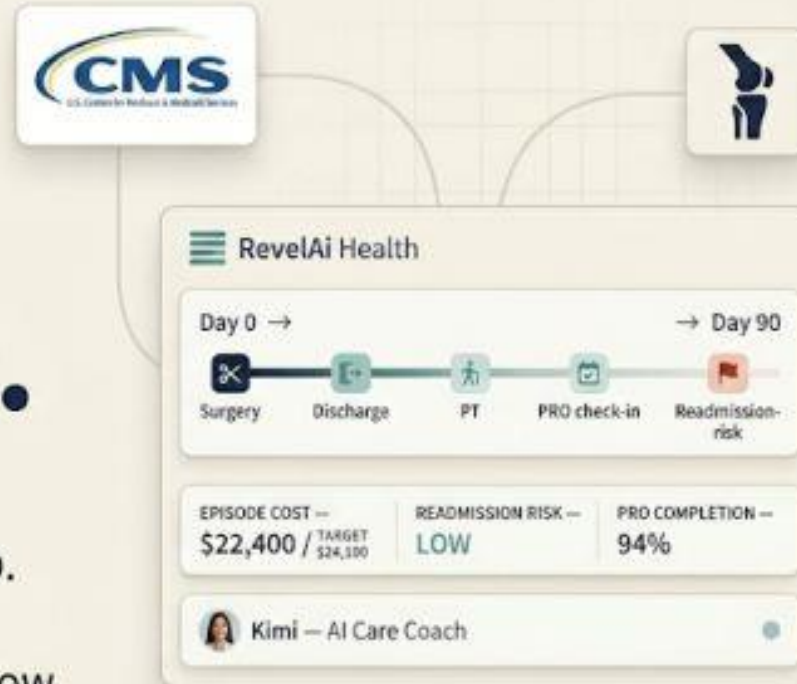 CMS
RevelAi Health
Day 0 → → Day 90
Surgery Discharge PT PRO check-in Readmission-
risk
EPISODE COST — READMISSION RISK — PRO COMPLETION —
$22,400 / TARGET $24,100 LOW 94%
Kimi — AI Care Coach